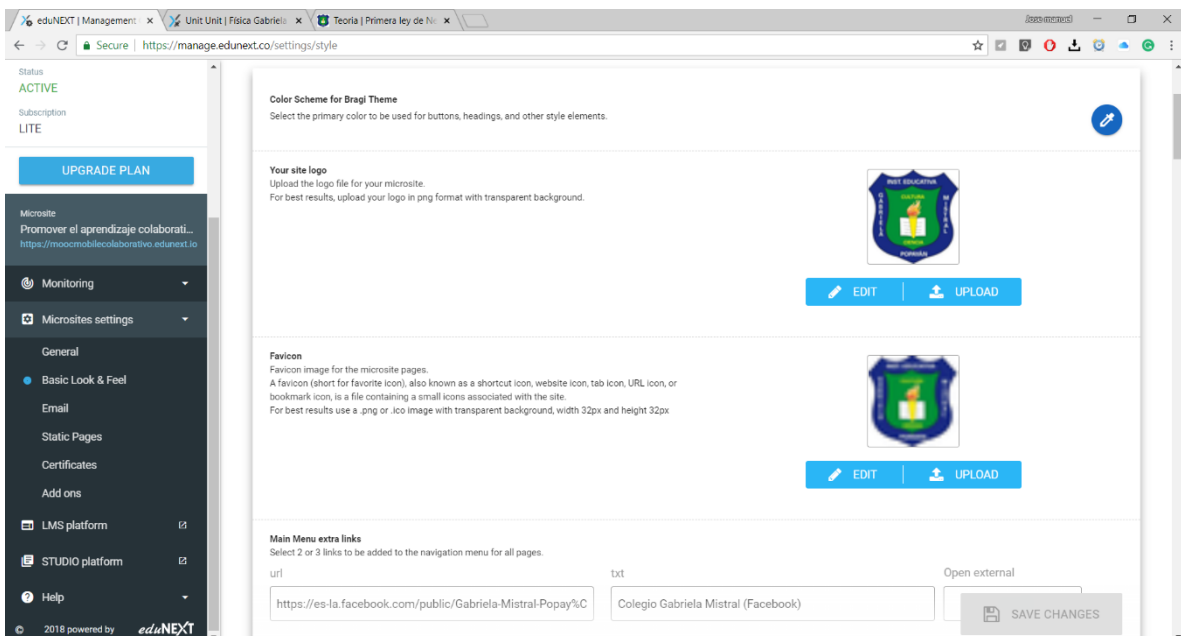 eduNEXT | Management
Unit Unit | Física Gabriela
Teoria | Primera ley de Ne
Secure | https://manage.edunext.co/settings/style
Status
ACTIVE
Subscription
LITE
UPGRADE PLAN
Microsite
Promover el aprendizaje colaborati...
https://moocmobilecolaborativo.edunext.io
Monitoring
Microsites settings
General
Basic Look & Feel
Email
Static Pages
Certificates
Add ons
LMS platform
STUDIO platform
Help
© 2018 powered by eduNEXT
Color Scheme for Bragi Theme
Select the primary color to be used for buttons, headings, and other style elements.
Your site logo
Upload the logo file for your microsite.
For best results, upload your logo in png format with transparent background.
INST EDUCATIVA
CULTURA
GABRIELA
MISTRAL
CIENCIA
POPAYÁN
EDIT
UPLOAD
Favicon
Favicon image for the microsite pages.
A favicon (short for favorite icon), also known as a shortcut icon, website icon, tab icon, URL icon, or
bookmark icon, is a file containing a small icons associated with the site.
For best results use a .png or .ico image with transparent background, width 32px and height 32px
EDIT
UPLOAD
Main Menu extra links
Select 2 or 3 links to be added to the navigation menu for all pages.
url
txt
Open external
https://es-la.facebook.com/public/Gabriela-Mistral-Popay%C
Colegio Gabriela Mistral (Facebook)
SAVE CHANGES